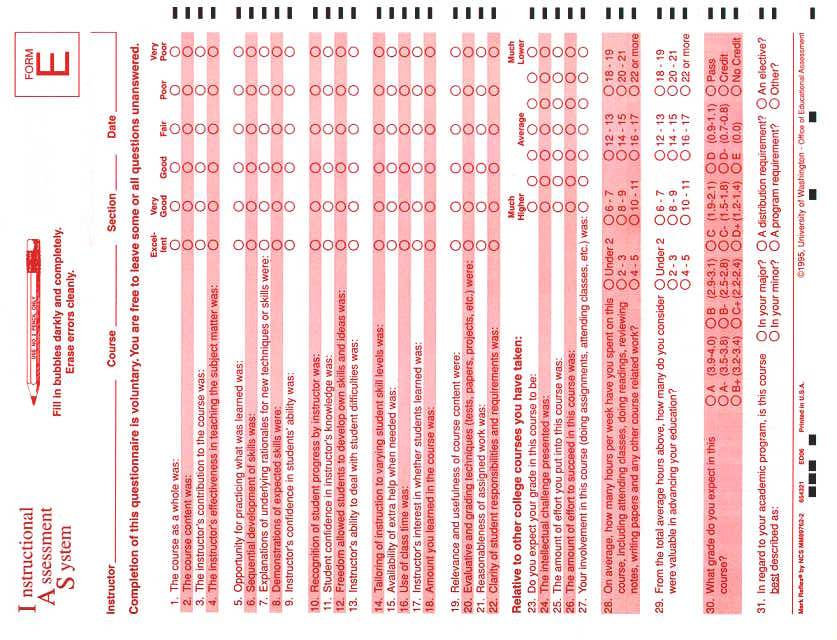 Instructional
Assessment
System
USE NO 2 PENCIL ONLY
Fill in bubbles darkly and completely.
Erase errors cleanly.
FORM
E
Instructor Course Section Date
Completion of this questionnaire is voluntary. You are free to leave some or all questions unanswered.
Excellent Very Good Good Fair Poor Very Poor
1. The course as a whole was:
2. The course content was:
3. The instructor's contribution to the course was:
4. The instructor's effectiveness in teaching the subject matter was:
5. Opportunity for practicing what was learned was:
6. Sequential development of skills was:
7. Explanations of underlying rationales for new techniques or skills were:
8. Demonstrations of expected skills were:
9. Instructor's confidence in students' ability was:
10. Recognition of student progress by instructor was:
11. Student confidence in instructor's knowledge was:
12. Freedom allowed students to develop own skills and ideas was:
13. Instructor's ability to deal with student difficulties was:
14. Tailoring of instruction to varying student skill levels was:
15. Availability of extra help when needed was:
16. Use of class time was:
17. Instructor's interest in whether students learned was:
18. Amount you learned in the course was:
19. Relevance and usefulness of course content were:
20. Evaluative and grading techniques (tests, papers, projects, etc.) were:
21. Reasonableness of assigned work was:
22. Clarity of student responsibilities and requirements was:
Relative to other college courses you have taken:
Much Higher Average Much Lower
23. Do you expect your grade in this course to be:
24. The intellectual challenge presented was:
25. The amount of effort you put into this course was:
26. The amount of effort to succeed in this course was:
27. Your involvement in this course (doing assignments, attending classes, etc.) was:
28. On average, how many hours per week have you spent on this Under 2 6 - 7 12 - 13 18 - 19
course, including attending classes, doing readings, reviewing 2 - 3 8 - 9 14 - 15 20 - 21
notes, writing papers and any other course related work? 4 - 5 10 - 11 16 - 17 22 or more
29. From the total average hours above, how many do you consider Under 2 6 - 7 12 - 13 18 - 19
were valuable in advancing your education? 2 - 3 8 - 9 14 - 15 20 - 21
4 - 5 10 - 11 16 - 17 22 or more
30. What grade do you expect in this A (3.9-4.0) B (2.9-3.1) C (1.9-2.1) D (0.9-1.1) Pass
course? A- (3.5-3.8) B- (2.5-2.8) C- (1.5-1.8) D- (0.7-0.8) Credit
B+ (3.2-3.4) C+ (2.2-2.4) D+ (1.2-1.4) E (0.0) No Credit
31. In regard to your academic program, is this course In your major? A distribution requirement? An elective?
best described as: In your minor? A program requirement? Other?
Mark Reflex® by NCS MM89762-2 654321 ED06 Printed in U.S.A. ©1995, University of Washington - Office of Educational Assessment